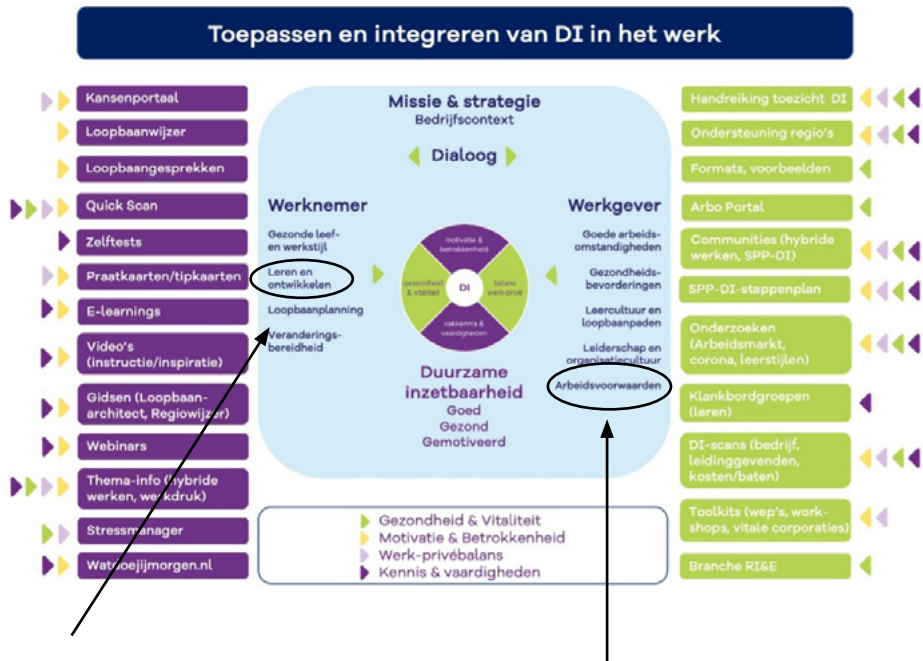 Toepassen en integreren van DI in het werk
Kansenportaal
Loopbaanwijzer
Loopbaangesprekken
Quick Scan
Zelftests
Praatkaarten/tipkaarten
E-learnings
Video's
(instructie/inspiratie)
Gidsen (Loopbaan-
architect, Regiowijzer)
Webinars
Thema-info (hybride
werken, werkdruk)
Stressmanager
Watdoejijmorgen.nl
Missie & strategie
Bedrijfscontext
Dialoog
Werknemer
Gezonde leef-
en werkstijl
Leren en
ontwikkelen
Loopbaanplanning
Veranderings-
bereidheid
motivatie &
betrokkenheid
gezondheid
& vitaliteit
DI
balans
werk-privé
vakkennis &
vaardigheden
Werkgever
Goede arbeids-
omstandigheden
Gezondheids-
bevorderingen
Leercultuur en
loopbaanpaden
Leiderschap en
organisatiecultuur
Arbeidsvoorwaarden
Duurzame
inzetbaarheid
Goed
Gezond
Gemotiveerd
Gezondheid & Vitaliteit
Motivatie & Betrokkenheid
Werk-privébalans
Kennis & vaardigheden
Handreiking toezicht DI
Ondersteuning regio's
Formats, voorbeelden
Arbo Portal
Communities (hybride
werken, SPP-DI)
SPP-DI-stappenplan
Onderzoeken
(Arbeidsmarkt,
corona, leerstijlen)
Klankbordgroepen
(leren)
DI-scans (bedrijf,
leidinggevenden,
kosten/baten)
Toolkits (wep's, work-
shops, vitale corporaties)
Branche RI&E